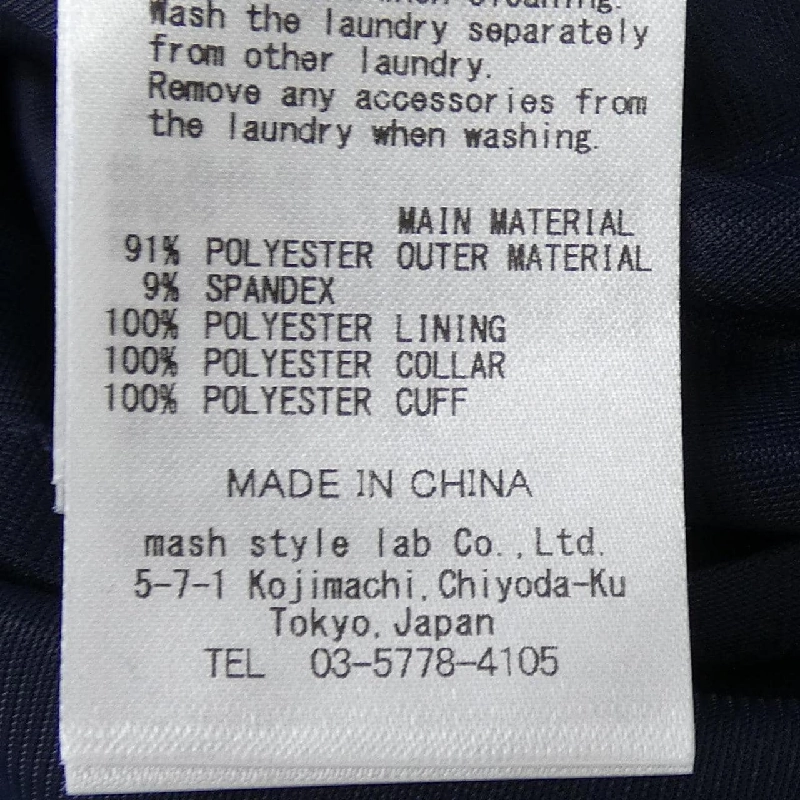 Wash the laundry separately
from other laundry.
Remove any accessories from
the laundry when washing.
MAIN MATERIAL
91% POLYESTER OUTER MATERIAL
9% SPANDEX
100% POLYESTER LINING
100% POLYESTER COLLAR
100% POLYESTER CUFF
MADE IN CHINA
mash style lab Co.,Ltd.
5-7-1 Kojimachi,Chiyoda-Ku
Tokyo,Japan
TEL 03-5778-4105